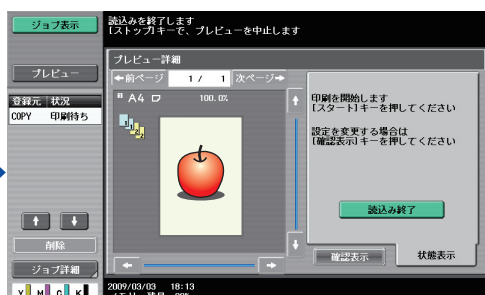 ジョブ表示
読込みを終了します
[ストップ]キーで、プレビューを中止します
プレビュー
プレビュー詳細
←前ページ 1/ 1 次ページ→
A4 100.0%
登録元 状況
COPY 印刷待ち
1 1 2 2
印刷を開始します
[スタート]キーを押してください
設定を変更する場合は
[確認表示]キーを押してください
読込み終了
削除
ジョブ詳細
確認表示
状態表示
2009/03/03 18:13
Y M C K